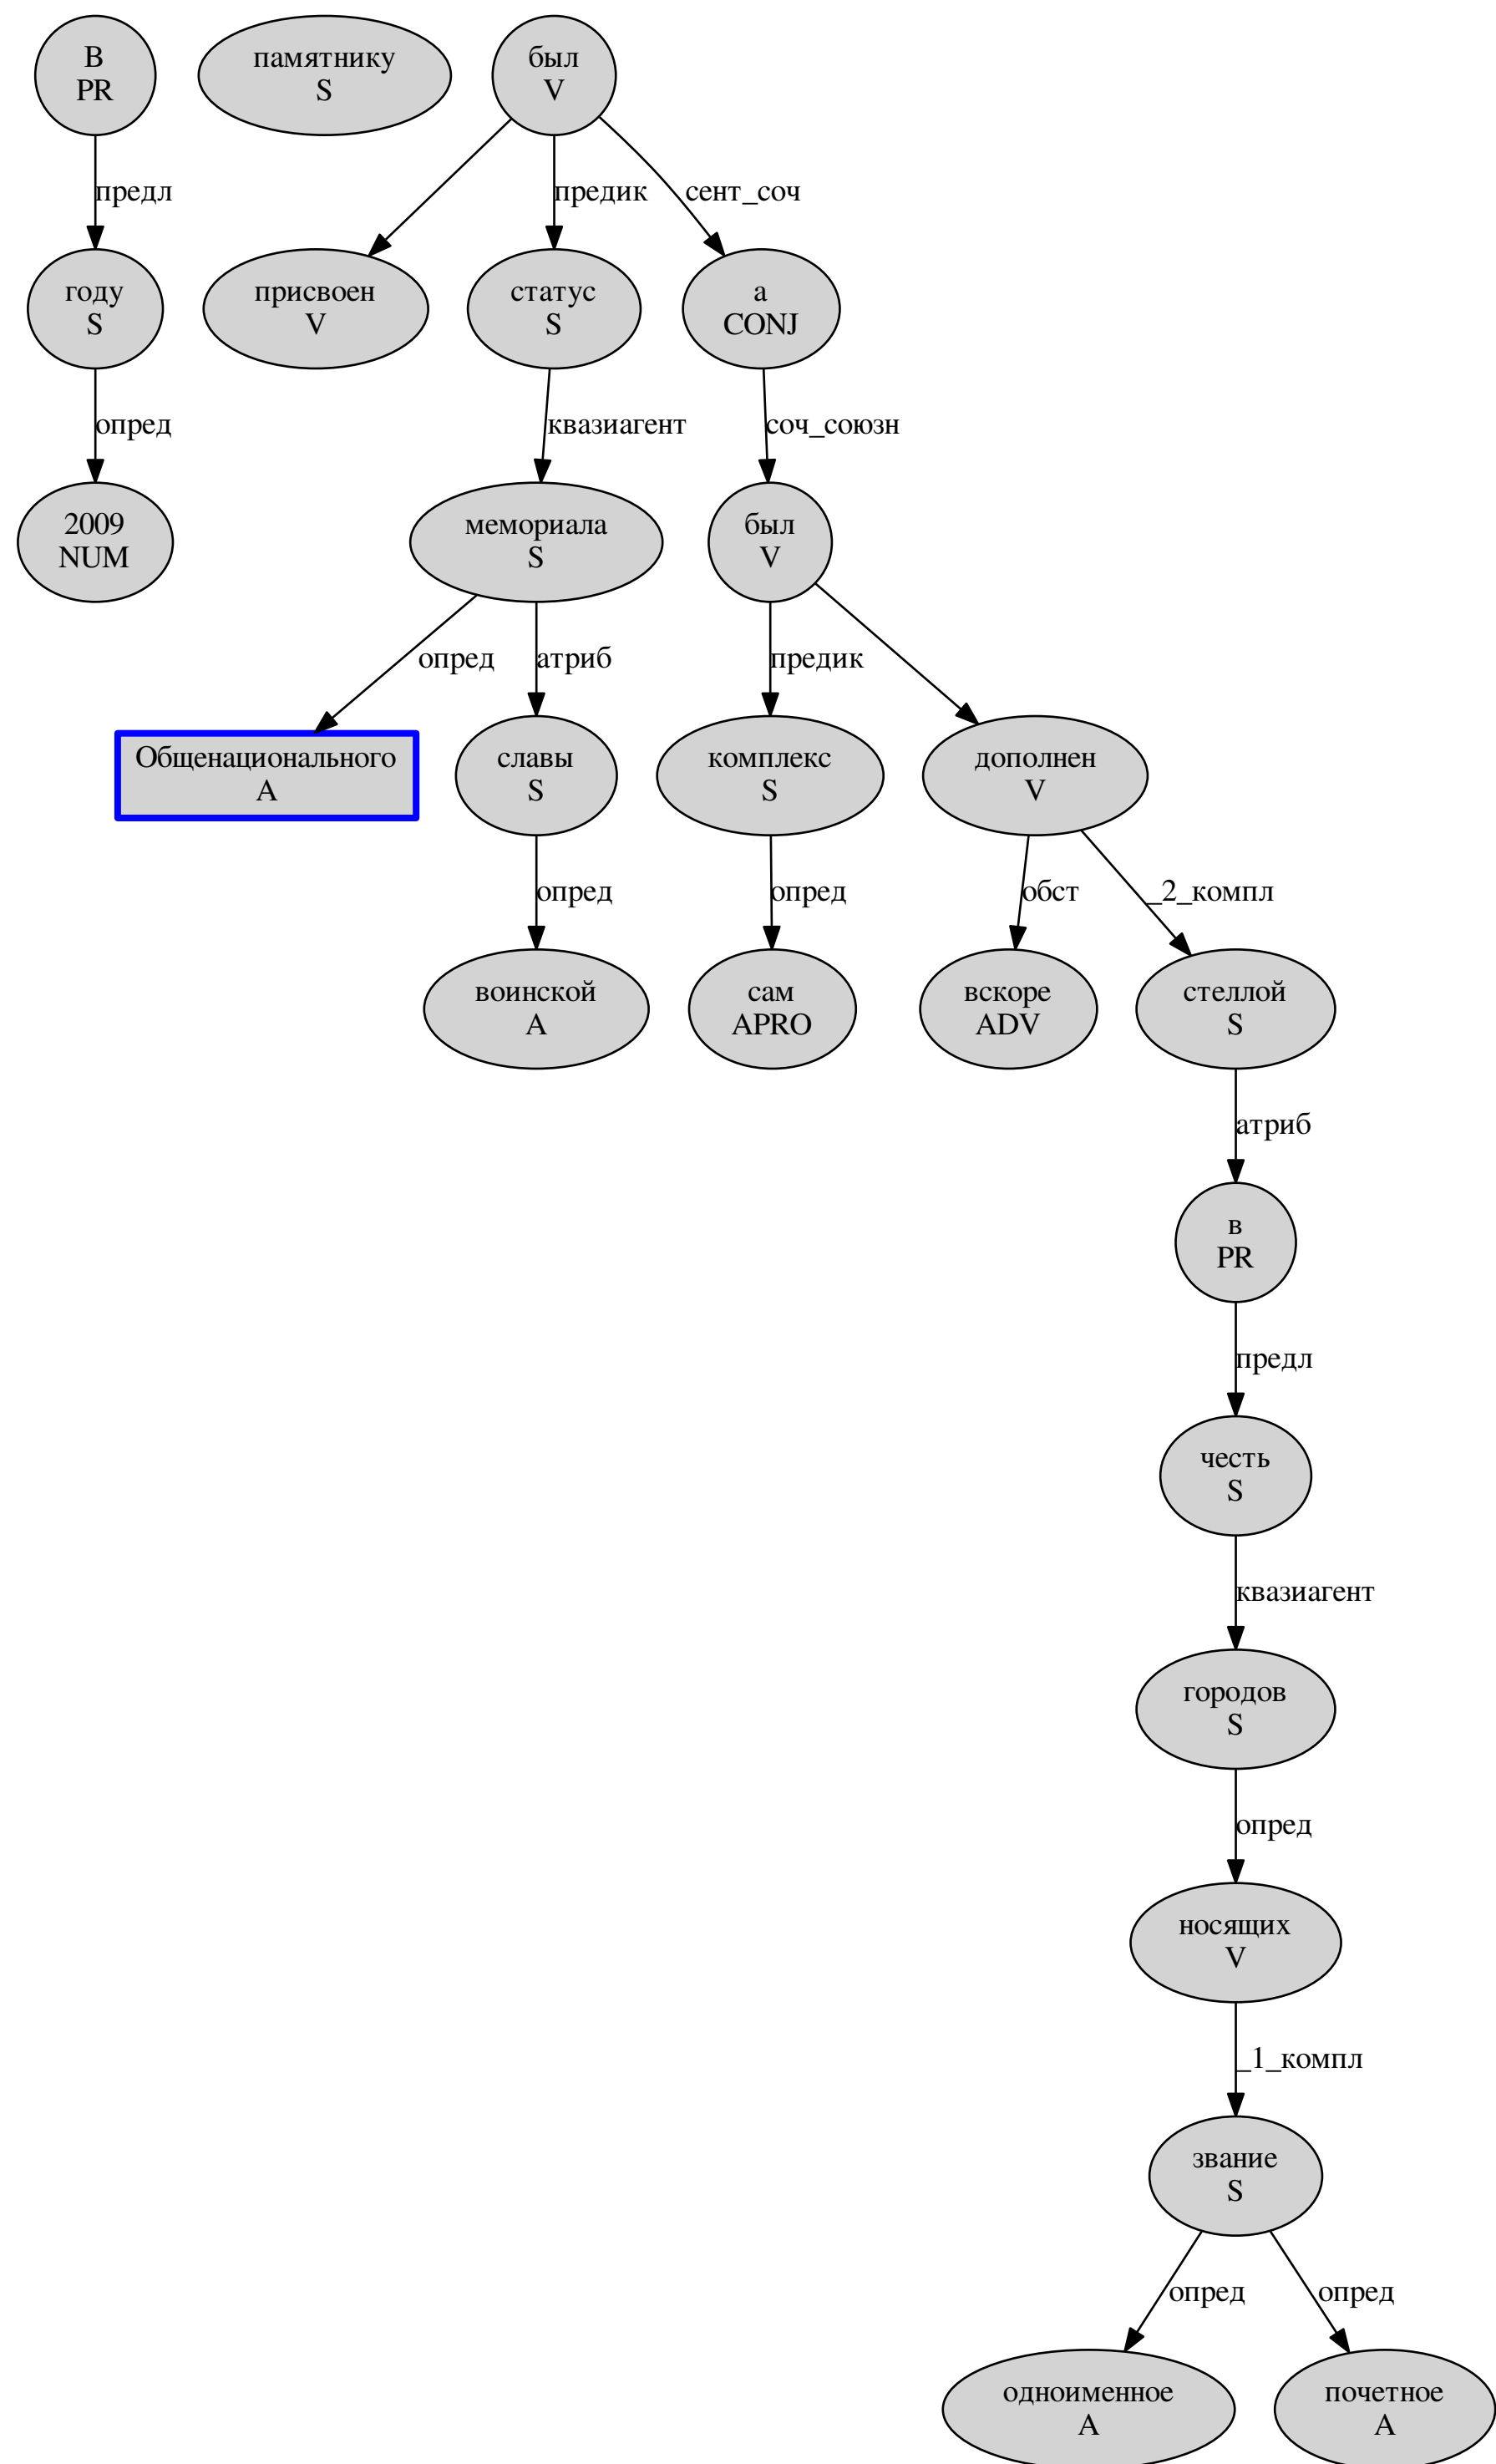 В
PR
памятнику
S
был
V
предл
предик
сент_соч
году
S
присвоен
V
статус
S
а
CONJ
опред
квазиагент
соч_союзн
2009
NUM
мемориала
S
был
V
опред
атриб
предик
Общенационального
A
славы
S
комплекс
S
дополнен
V
опред
опред
обст
_2_компл
воинской
A
сам
APRO
вскоре
ADV
стеллой
S
атриб
в
PR
предл
честь
S
квазиагент
городов
S
опред
носящих
V
_1_компл
звание
S
опред
опред
одноименное
A
почетное
A